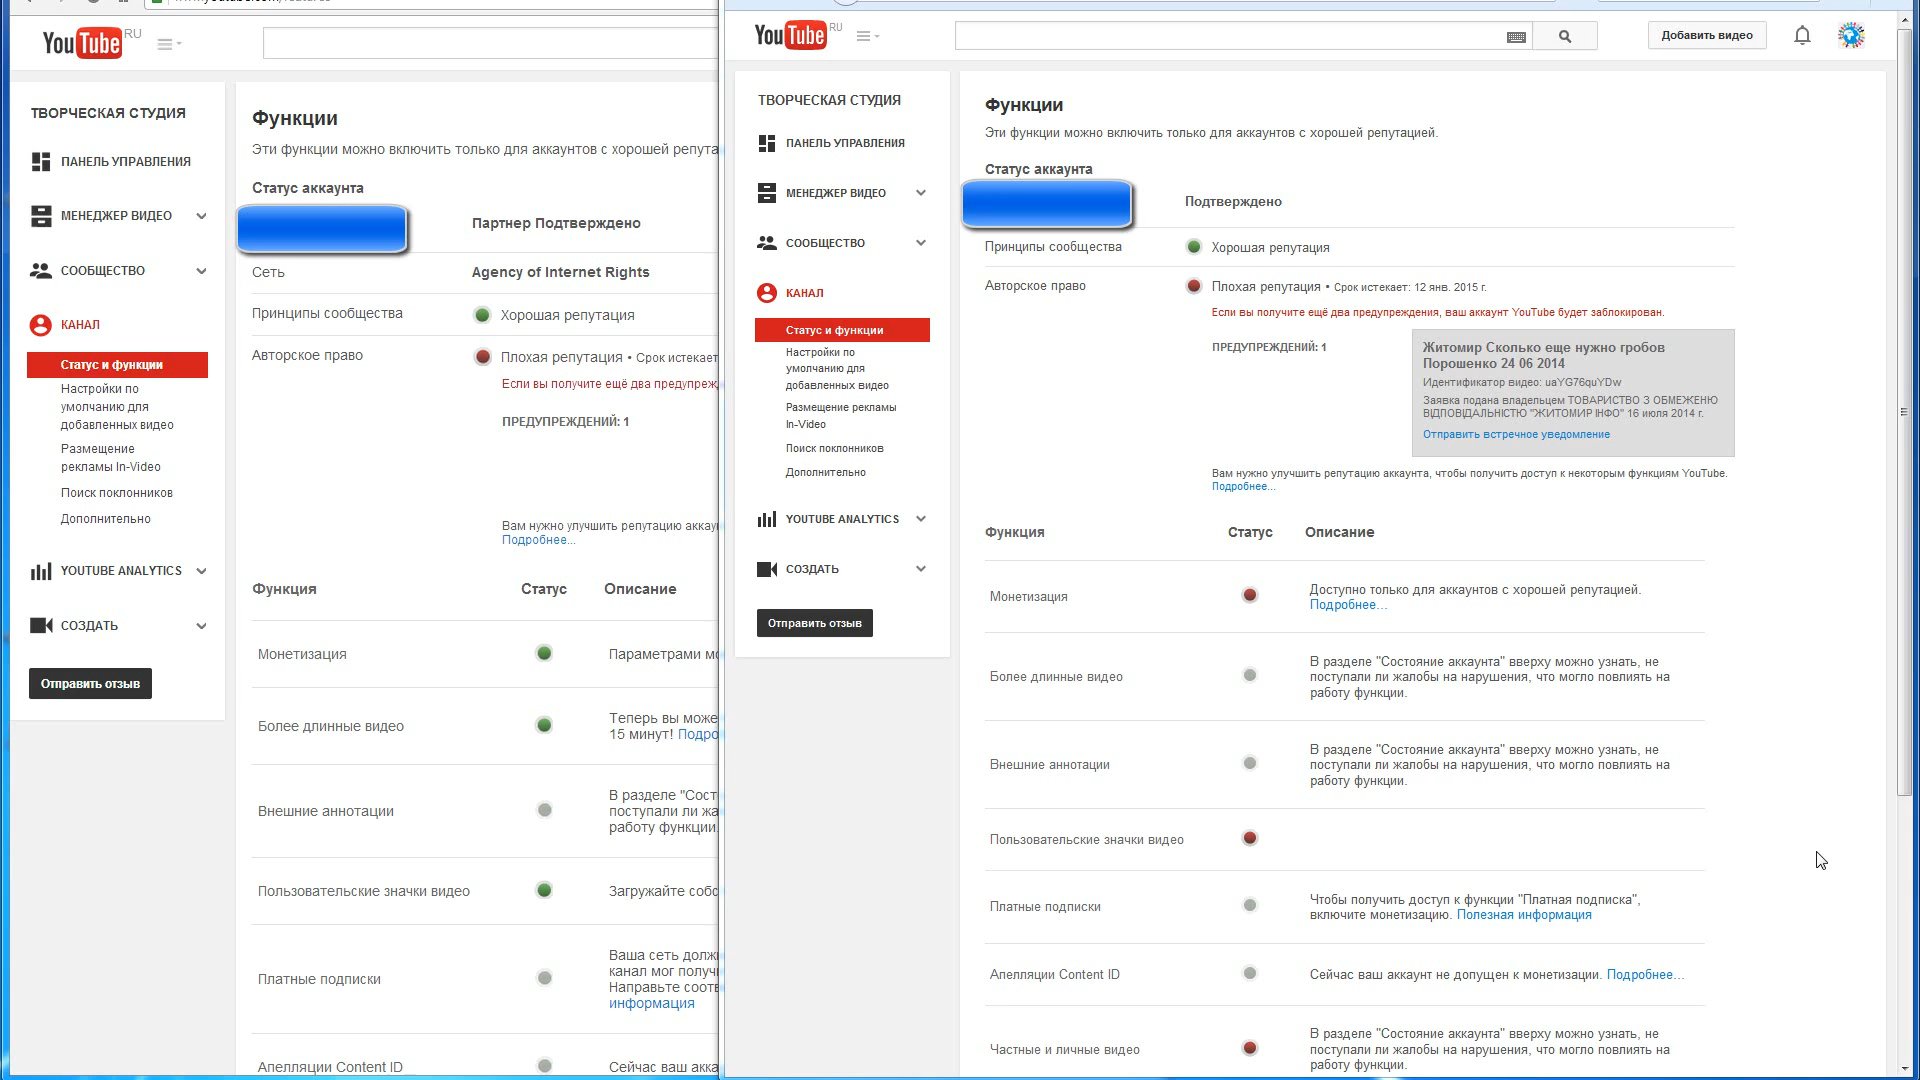 YouTube RU
ТВОРЧЕСКАЯ СТУДИЯ
ПАНЕЛЬ УПРАВЛЕНИЯ
МЕНЕДЖЕР ВИДЕО
СООБЩЕСТВО
КАНАЛ
Статус и функции
Настройки по
умолчанию для
добавленных видео
Размещение
рекламы In-Video
Поиск поклонников
Дополнительно
YOUTUBE ANALYTICS
СОЗДАТЬ
Отправить отзыв
Функции
Эти функции можно включить только для аккаунтов с хорошей репута
Статус аккаунта
Партнер Подтверждено
Сеть
Agency of Internet Rights
Принципы сообщества
Хорошая репутация
Авторское право
Плохая репутация • Срок истекает
Если вы получите ещё два предупреж
ПРЕДУПРЕЖДЕНИЙ: 1
Вам нужно улучшить репутацию аккау
Подробнее...
Функция Статус Описание
Монетизация
Параметрами мо
Более длинные видео
Теперь вы може
15 минут! Подро
Внешние аннотации
В разделе "Сост
поступали ли жа
работу функции.
Пользовательские значки видео
Загружайте собс
Платные подписки
Ваша сеть долж
канал мог получ
Направьте соотв
информация
Апелляции Content ID
Сейчас ваш акка
YouTube RU
Добавить видео
ТВОРЧЕСКАЯ СТУДИЯ
ПАНЕЛЬ УПРАВЛЕНИЯ
МЕНЕДЖЕР ВИДЕО
СООБЩЕСТВО
КАНАЛ
Статус и функции
Настройки по
умолчанию для
добавленных видео
Размещение рекламы
In-Video
Поиск поклонников
Дополнительно
YOUTUBE ANALYTICS
СОЗДАТЬ
Отправить отзыв
Функции
Эти функции можно включить только для аккаунтов с хорошей репутацией.
Статус аккаунта
Подтверждено
Принципы сообщества
Хорошая репутация
Авторское право
Плохая репутация • Срок истекает: 12 янв. 2015 г.
Если вы получите ещё два предупреждения, ваш аккаунт YouTube будет заблокирован.
ПРЕДУПРЕЖДЕНИЙ: 1
Житомир Сколько еще нужно гробов
Порошенко 24 06 2014
Идентификатор видео: uaYG76quYDw
Заявка подана владельцем ТОВАРИСТВО З ОБМЕЖЕНЮ
ВІДПОВІДАЛЬНІСТЮ "ЖИТОМИР ІНФО" 16 июля 2014 г.
Отправить встречное уведомление
Вам нужно улучшить репутацию аккаунта, чтобы получить доступ к некоторым функциям YouTube.
Подробнее...
Функция Статус Описание
Монетизация
Доступно только для аккаунтов с хорошей репутацией.
Подробнее...
Более длинные видео
В разделе "Состояние аккаунта" вверху можно узнать, не
поступали ли жалобы на нарушения, что могло повлиять на
работу функции.
Внешние аннотации
В разделе "Состояние аккаунта" вверху можно узнать, не
поступали ли жалобы на нарушения, что могло повлиять на
работу функции.
Пользовательские значки видео
Платные подписки
Чтобы получить доступ к функции "Платная подписка",
включите монетизацию. Полезная информация
Апелляции Content ID
Сейчас ваш аккаунт не допущен к монетизации. Подробнее...
Частные и личные видео
В разделе "Состояние аккаунта" вверху можно узнать, не
поступали ли жалобы на нарушения, что могло повлиять на
работу функции.